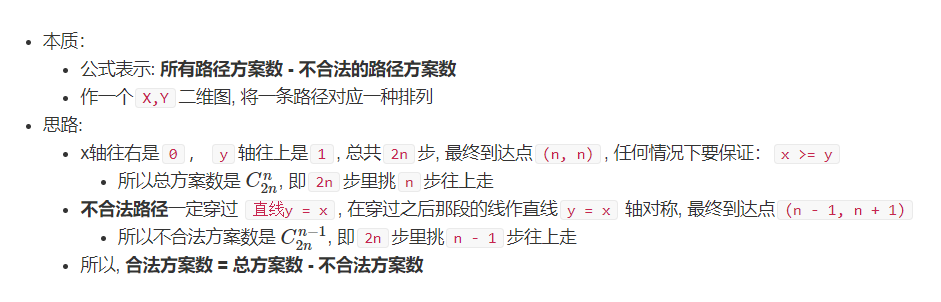 本质：
公式表示: 所有路径方案数 - 不合法的路径方案数
作一个 X,Y 二维图, 将一条路径对应一种排列
思路:
x轴往右是 0 ， y 轴往上是 1 , 总共 2n 步, 最终到达点 (n, n) , 任何情况下要保证： x >= y
所以总方案数是 C_{2n}^{n}, 即 2n 步里挑 n 步往上走
不合法路径一定穿过 直线y = x , 在穿过之后那段的线作直线 y = x 轴对称, 最终到达点 (n - 1, n + 1)
所以不合法方案数是 C_{2n}^{n-1}, 即 2n 步里挑 n - 1 步往上走
所以, 合法方案数 = 总方案数 - 不合法方案数